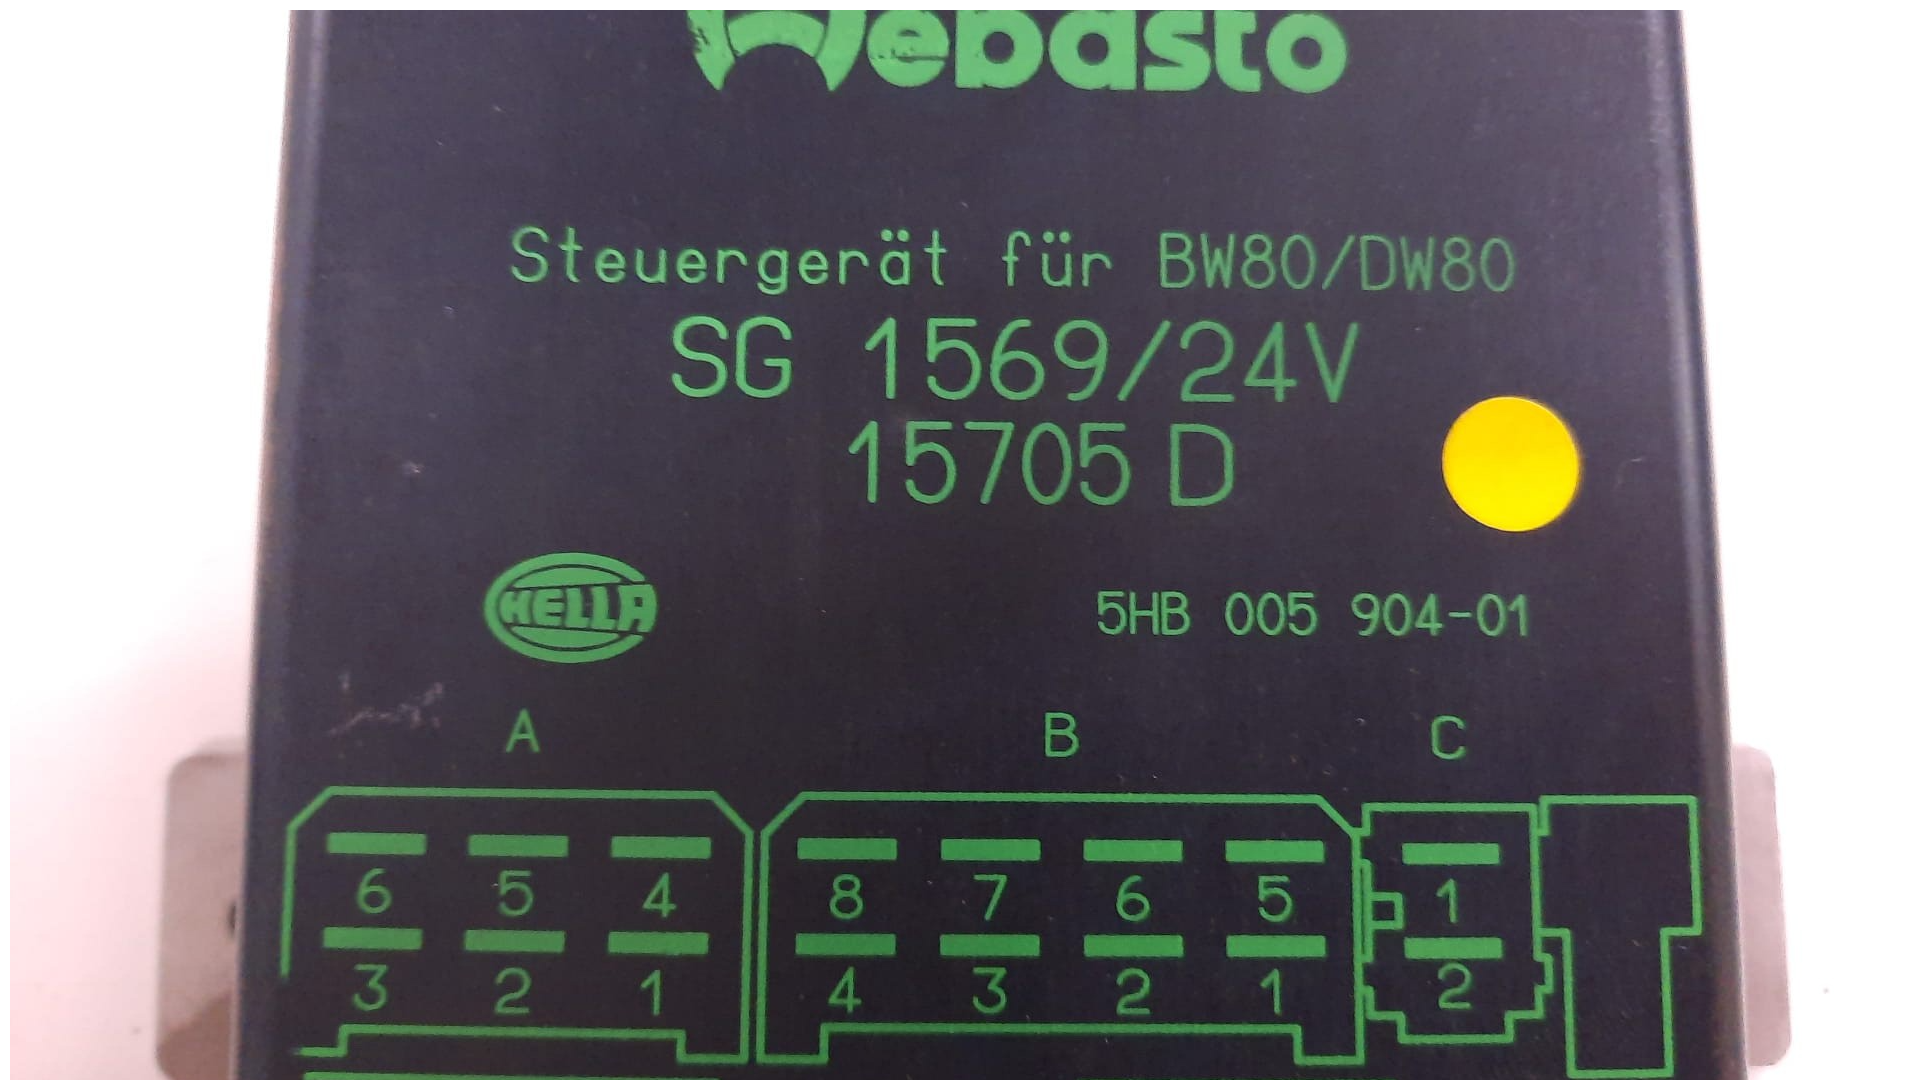 Webasto
Steuergerät für BW80/DW80
SG 1569/24V
15705 D
HELLA
5HB 005 904-01
A B C
6 5 4 8 7 6 5 1
3 2 1 4 3 2 1 2